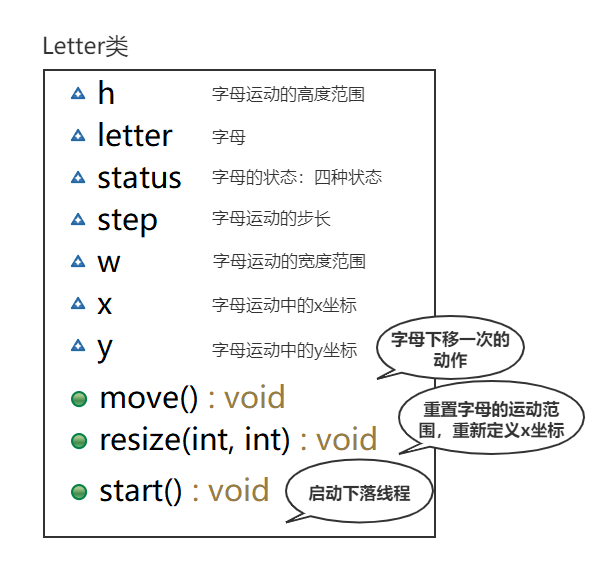 Letter类
h 字母运动的高度范围
letter 字母
status 字母的状态：四种状态
step 字母运动的步长
w 字母运动的宽度范围
x 字母运动中的x坐标
y 字母运动中的y坐标
字母下移一次的
动作
move() : void
重置字母的运动范
围，重新定义x坐标
resize(int, int) : void
start() : void
启动下落线程